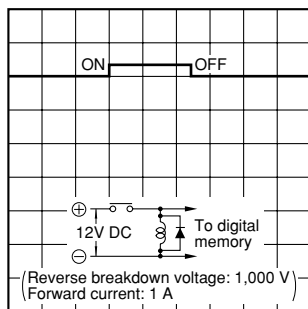 ON OFF
⊕
12V DC
⊖
To digital
memory
(Reverse breakdown voltage: 1,000 V
Forward current: 1 A)